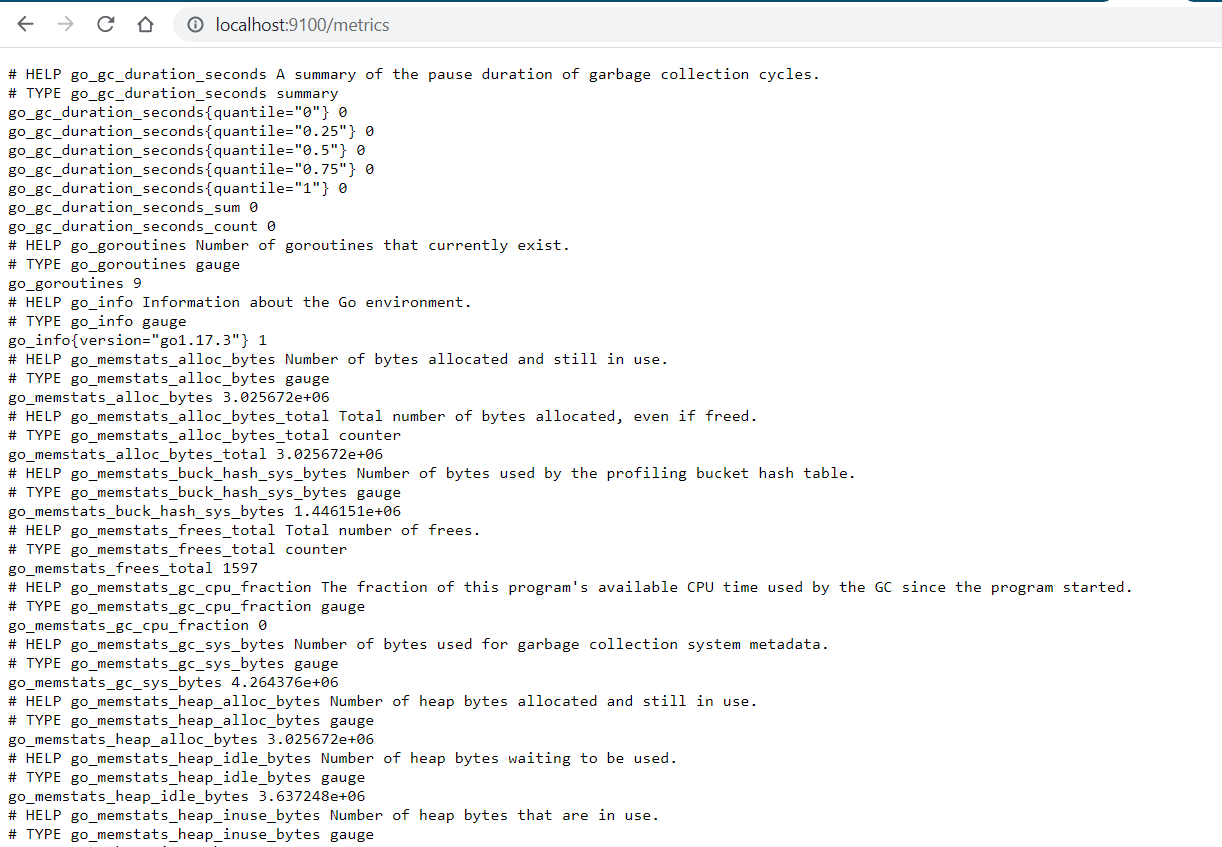 localhost:9100/metrics
# HELP go_gc_duration_seconds A summary of the pause duration of garbage collection cycles.
# TYPE go_gc_duration_seconds summary
go_gc_duration_seconds{quantile="0"} 0
go_gc_duration_seconds{quantile="0.25"} 0
go_gc_duration_seconds{quantile="0.5"} 0
go_gc_duration_seconds{quantile="0.75"} 0
go_gc_duration_seconds{quantile="1"} 0
go_gc_duration_seconds_sum 0
go_gc_duration_seconds_count 0
# HELP go_goroutines Number of goroutines that currently exist.
# TYPE go_goroutines gauge
go_goroutines 9
# HELP go_info Information about the Go environment.
# TYPE go_info gauge
go_info{version="go1.17.3"} 1
# HELP go_memstats_alloc_bytes Number of bytes allocated and still in use.
# TYPE go_memstats_alloc_bytes gauge
go_memstats_alloc_bytes 3.025672e+06
# HELP go_memstats_alloc_bytes_total Total number of bytes allocated, even if freed.
# TYPE go_memstats_alloc_bytes_total counter
go_memstats_alloc_bytes_total 3.025672e+06
# HELP go_memstats_buck_hash_sys_bytes Number of bytes used by the profiling bucket hash table.
# TYPE go_memstats_buck_hash_sys_bytes gauge
go_memstats_buck_hash_sys_bytes 1.446151e+06
# HELP go_memstats_frees_total Total number of frees.
# TYPE go_memstats_frees_total counter
go_memstats_frees_total 1597
# HELP go_memstats_gc_cpu_fraction The fraction of this program's available CPU time used by the GC since the program started.
# TYPE go_memstats_gc_cpu_fraction gauge
go_memstats_gc_cpu_fraction 0
# HELP go_memstats_gc_sys_bytes Number of bytes used for garbage collection system metadata.
# TYPE go_memstats_gc_sys_bytes gauge
go_memstats_gc_sys_bytes 4.264376e+06
# HELP go_memstats_heap_alloc_bytes Number of heap bytes allocated and still in use.
# TYPE go_memstats_heap_alloc_bytes gauge
go_memstats_heap_alloc_bytes 3.025672e+06
# HELP go_memstats_heap_idle_bytes Number of heap bytes waiting to be used.
# TYPE go_memstats_heap_idle_bytes gauge
go_memstats_heap_idle_bytes 3.637248e+06
# HELP go_memstats_heap_inuse_bytes Number of heap bytes that are in use.
# TYPE go_memstats_heap_inuse_bytes gauge